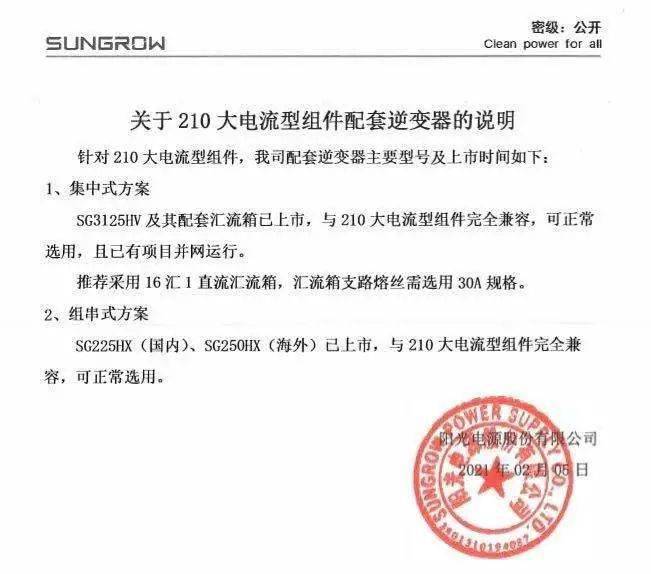 SUNGROW
密级：公开
Clean power for all
关于 210 大电流型组件配套逆变器的说明
针对 210 大电流型组件，我司配套逆变器主要型号及上市时间如下：
1、集中式方案
SG3125HV 及其配套汇流箱已上市，与 210 大电流型组件完全兼容，可正常
选用，且已有项目并网运行。
推荐采用 16 汇 1 直流汇流箱，汇流箱支路熔丝需选用 30A 规格。
2、组串式方案
SG225HX（国内）、SG250HX（海外）已上市，与 210 大电流型组件完全兼
容，可正常选用。
阳光电源股份有限公司
2021 年 02 月 05 日
SUNGROW POWER SUPPLY CO., LTD.
阳光电源股份有限公司